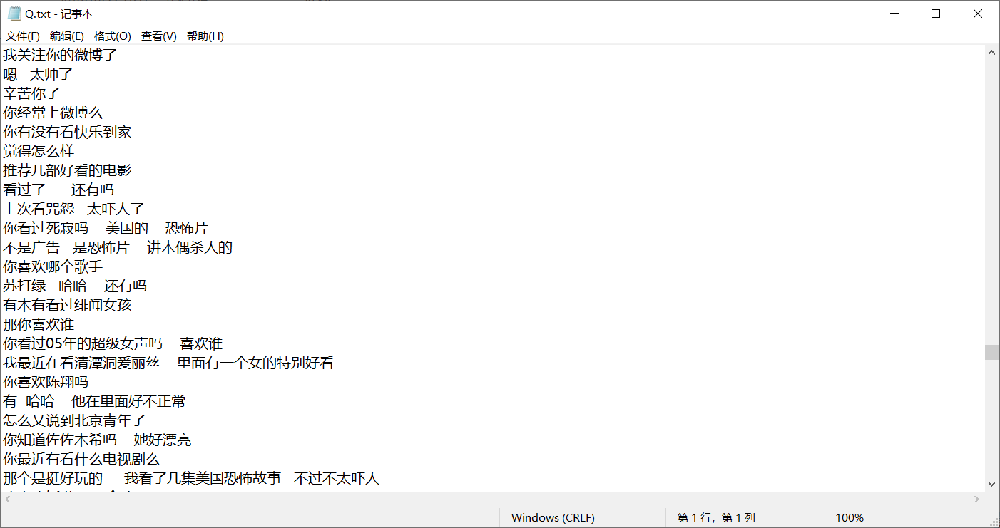 Q.txt - 记事本
文件(F) 编辑(E) 格式(O) 查看(V) 帮助(H)
我关注你的微博了
嗯 太帅了
辛苦你了
你经常上微博么
你有没有看快乐到家
觉得怎么样
推荐几部好看的电影
看过了 还有吗
上次看咒怨 太吓人了
你看过死寂吗 美国的 恐怖片
不是广告 是恐怖片 讲木偶杀人的
你喜欢哪个歌手
苏打绿 哈哈 还有吗
有木有看过绯闻女孩
那你喜欢谁
你看过05年的超级女声吗 喜欢谁
我最近在看清潭洞爱丽丝 里面有一个女的特别好看
你喜欢陈翔吗
有 哈哈 他在里面好不正常
怎么又说到北京青年了
你知道佐佐木希吗 她好漂亮
你最近有看什么电视剧么
那个是挺好玩的 我看了几集美国恐怖故事 不过不太吓人
Windows (CRLF) 第 1 行，第 1 列 100%